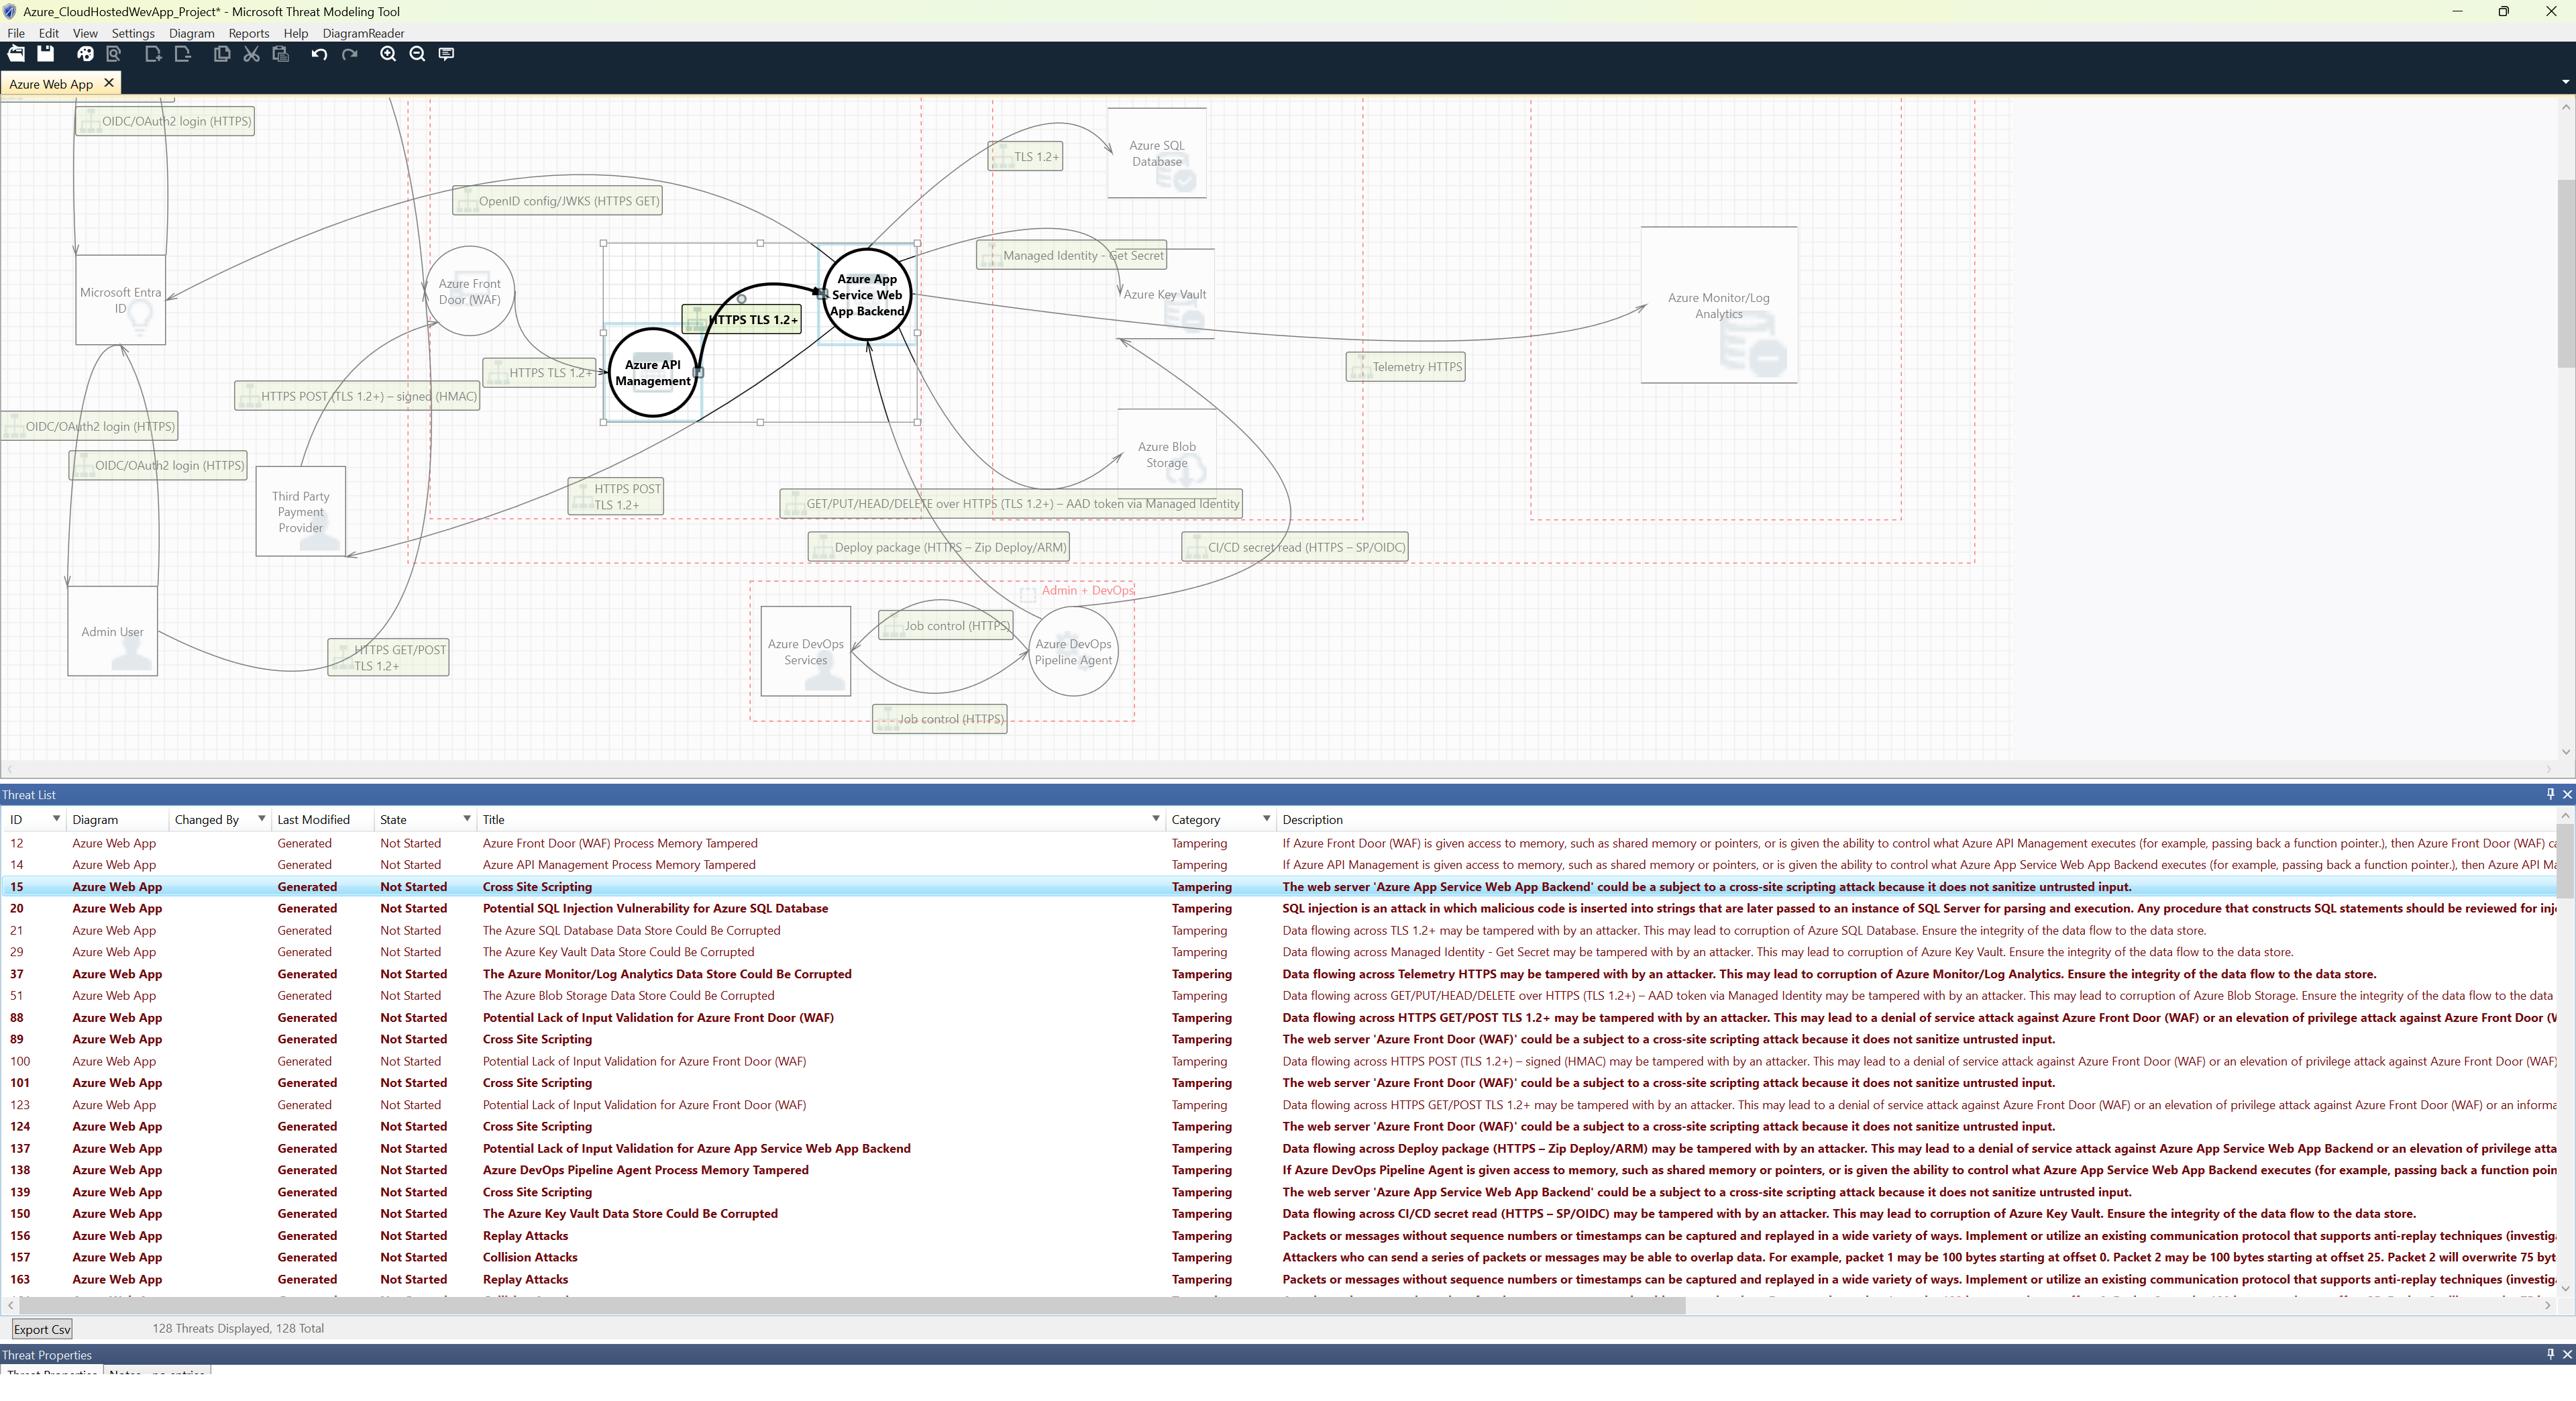 Azure_CloudHostedWevApp_Project* - Microsoft Threat Modeling Tool
File Edit View Settings Diagram Reports Help DiagramReader
Azure Web App
OIDC/OAuth2 login (HTTPS)
Azure SQL
Database
TLS 1.2+
OpenID config/JWKS (HTTPS GET)
Managed Identity - Get Secret
Microsoft Entra
ID
Azure Front
Door (WAF)
Azure App
Service Web
App Backend
Azure Key Vault
Azure Monitor/Log
Analytics
HTTPS TLS 1.2+
Azure API
Management
HTTPS TLS 1.2+
Telemetry HTTPS
HTTPS POST (TLS 1.2+) – signed (HMAC)
OIDC/OAuth2 login (HTTPS)
OIDC/OAuth2 login (HTTPS)
Azure Blob
Storage
Third Party
Payment
Provider
HTTPS POST
TLS 1.2+
GET/PUT/HEAD/DELETE over HTTPS (TLS 1.2+) – AAD token via Managed Identity
Deploy package (HTTPS – Zip Deploy/ARM)
CI/CD secret read (HTTPS – SP/OIDC)
Admin + DevOps
Admin User
HTTPS GET/POST
TLS 1.2+
Azure DevOps
Services
Job control (HTTPS)
Azure DevOps
Pipeline Agent
Job control (HTTPS)
Threat List
ID Diagram Changed By Last Modified State Title Category Description
12 Azure Web App Generated Not Started Azure Front Door (WAF) Process Memory Tampered Tampering If Azure Front Door (WAF) is given access to memory, such as shared memory or pointers, or is given the ability to control what Azure API Management executes (for example, passing back a function pointer.), then Azure Front Door (WAF) ca
14 Azure Web App Generated Not Started Azure API Management Process Memory Tampered Tampering If Azure API Management is given access to memory, such as shared memory or pointers, or is given the ability to control what Azure App Service Web App Backend executes (for example, passing back a function pointer.), then Azure API Ma
15 Azure Web App Generated Not Started Cross Site Scripting Tampering The web server 'Azure App Service Web App Backend' could be a subject to a cross-site scripting attack because it does not sanitize untrusted input.
20 Azure Web App Generated Not Started Potential SQL Injection Vulnerability for Azure SQL Database Tampering SQL injection is an attack in which malicious code is inserted into strings that are later passed to an instance of SQL Server for parsing and execution. Any procedure that constructs SQL statements should be reviewed for inj
21 Azure Web App Generated Not Started The Azure SQL Database Data Store Could Be Corrupted Tampering Data flowing across TLS 1.2+ may be tampered with by an attacker. This may lead to corruption of Azure SQL Database. Ensure the integrity of the data flow to the data store.
29 Azure Web App Generated Not Started The Azure Key Vault Data Store Could Be Corrupted Tampering Data flowing across Managed Identity - Get Secret may be tampered with by an attacker. This may lead to corruption of Azure Key Vault. Ensure the integrity of the data flow to the data store.
37 Azure Web App Generated Not Started The Azure Monitor/Log Analytics Data Store Could Be Corrupted Tampering Data flowing across Telemetry HTTPS may be tampered with by an attacker. This may lead to corruption of Azure Monitor/Log Analytics. Ensure the integrity of the data flow to the data store.
51 Azure Web App Generated Not Started The Azure Blob Storage Data Store Could Be Corrupted Tampering Data flowing across GET/PUT/HEAD/DELETE over HTTPS (TLS 1.2+) – AAD token via Managed Identity may be tampered with by an attacker. This may lead to corruption of Azure Blob Storage. Ensure the integrity of the data flow to the data
88 Azure Web App Generated Not Started Potential Lack of Input Validation for Azure Front Door (WAF) Tampering Data flowing across HTTPS GET/POST TLS 1.2+ may be tampered with by an attacker. This may lead to a denial of service attack against Azure Front Door (WAF) or an elevation of privilege attack against Azure Front Door (W
89 Azure Web App Generated Not Started Cross Site Scripting Tampering The web server 'Azure Front Door (WAF)' could be a subject to a cross-site scripting attack because it does not sanitize untrusted input.
100 Azure Web App Generated Not Started Potential Lack of Input Validation for Azure Front Door (WAF) Tampering Data flowing across HTTPS POST (TLS 1.2+) – signed (HMAC) may be tampered with by an attacker. This may lead to a denial of service attack against Azure Front Door (WAF) or an elevation of privilege attack against Azure Front Door (WAF)
101 Azure Web App Generated Not Started Cross Site Scripting Tampering The web server 'Azure Front Door (WAF)' could be a subject to a cross-site scripting attack because it does not sanitize untrusted input.
123 Azure Web App Generated Not Started Potential Lack of Input Validation for Azure Front Door (WAF) Tampering Data flowing across HTTPS GET/POST TLS 1.2+ may be tampered with by an attacker. This may lead to a denial of service attack against Azure Front Door (WAF) or an elevation of privilege attack against Azure Front Door (WAF) or an informa
124 Azure Web App Generated Not Started Cross Site Scripting Tampering The web server 'Azure Front Door (WAF)' could be a subject to a cross-site scripting attack because it does not sanitize untrusted input.
137 Azure Web App Generated Not Started Potential Lack of Input Validation for Azure App Service Web App Backend Tampering Data flowing across Deploy package (HTTPS – Zip Deploy/ARM) may be tampered with by an attacker. This may lead to a denial of service attack against Azure App Service Web App Backend or an elevation of privilege atta
138 Azure Web App Generated Not Started Azure DevOps Pipeline Agent Process Memory Tampered Tampering If Azure DevOps Pipeline Agent is given access to memory, such as shared memory or pointers, or is given the ability to control what Azure App Service Web App Backend executes (for example, passing back a function poin
139 Azure Web App Generated Not Started Cross Site Scripting Tampering The web server 'Azure App Service Web App Backend' could be a subject to a cross-site scripting attack because it does not sanitize untrusted input.
150 Azure Web App Generated Not Started The Azure Key Vault Data Store Could Be Corrupted Tampering Data flowing across CI/CD secret read (HTTPS – SP/OIDC) may be tampered with by an attacker. This may lead to corruption of Azure Key Vault. Ensure the integrity of the data flow to the data store.
156 Azure Web App Generated Not Started Replay Attacks Tampering Packets or messages without sequence numbers or timestamps can be captured and replayed in a wide variety of ways. Implement or utilize an existing communication protocol that supports anti-replay techniques (investiga
157 Azure Web App Generated Not Started Collision Attacks Tampering Attackers who can send a series of packets or messages may be able to overlap data. For example, packet 1 may be 100 bytes starting at offset 0. Packet 2 may be 100 bytes starting at offset 25. Packet 2 will overwrite 75 byt
163 Azure Web App Generated Not Started Replay Attacks Tampering Packets or messages without sequence numbers or timestamps can be captured and replayed in a wide variety of ways. Implement or utilize an existing communication protocol that supports anti-replay techniques (investiga
Export Csv 128 Threats Displayed, 128 Total
Threat Properties
Threat Properties Notes - no entries